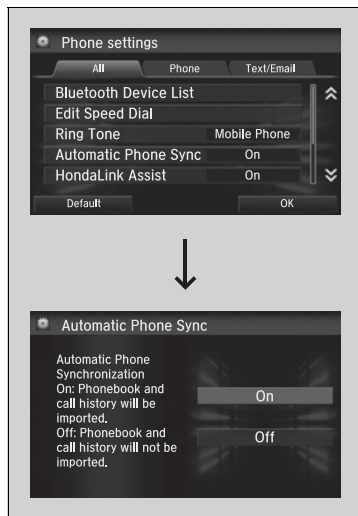 Phone settings
All Phone Text/Email
Bluetooth Device List
Edit Speed Dial
Ring Tone Mobile Phone
Automatic Phone Sync On
HondaLink Assist On
Default OK
Automatic Phone Sync
Automatic Phone
Synchronization
On: Phonebook and
call history will be
imported.
Off: Phonebook and
call history will not be
imported.
On
Off